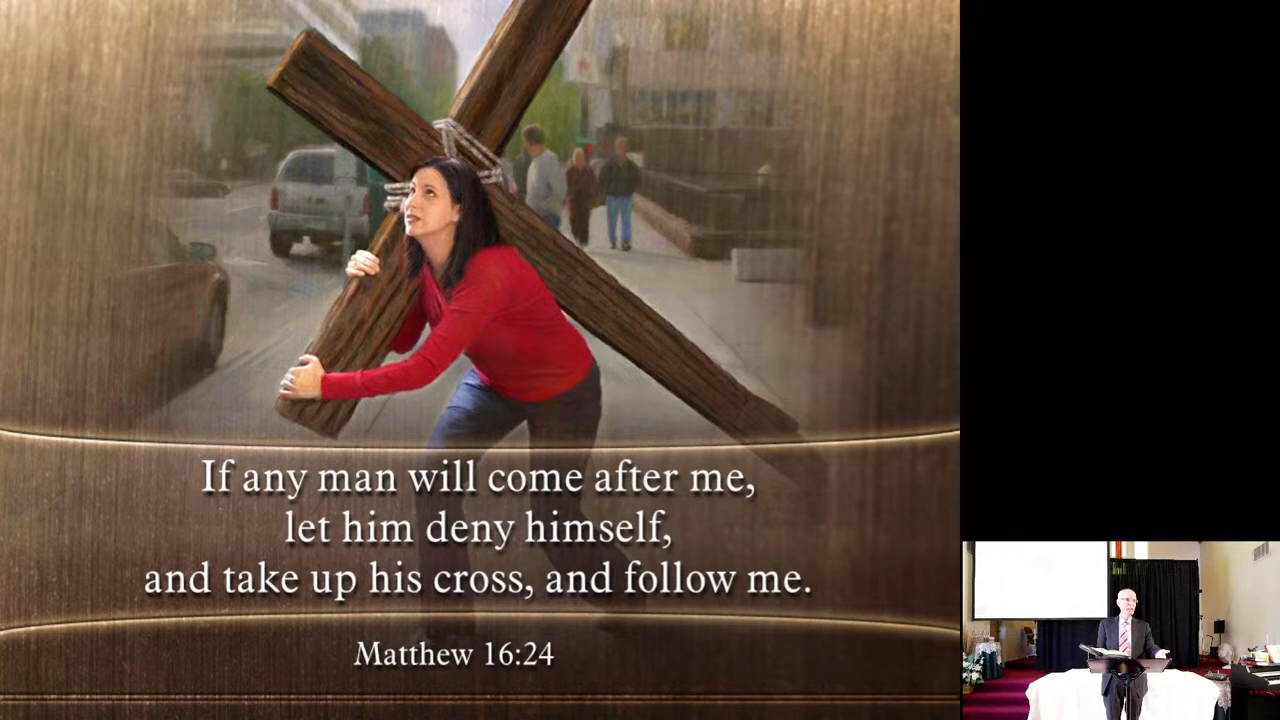 If any man will come after me,
let him deny himself,
and take up his cross, and follow me.
Matthew 16:24